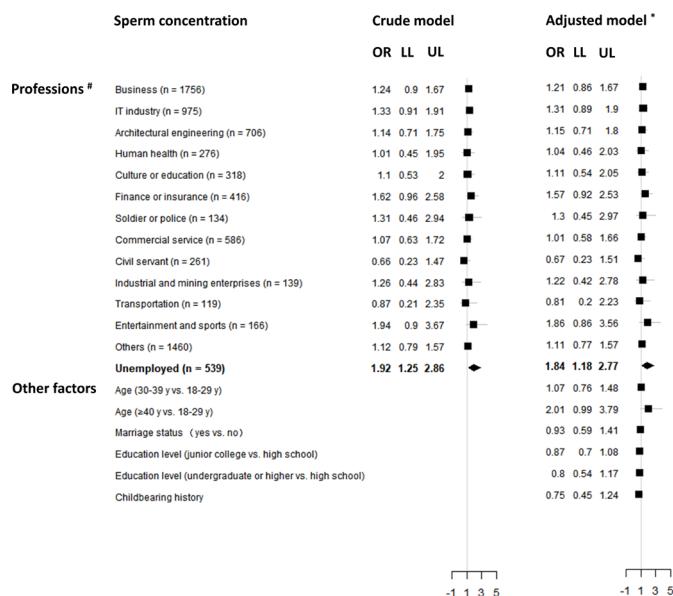 Sperm concentration Crude model Adjusted model *
OR LL UL OR LL UL
Professions #
Business (n = 1756) 1.24 0.9 1.67 1.21 0.86 1.67
IT industry (n = 975) 1.33 0.91 1.91 1.31 0.89 1.9
Architectural engineering (n = 706) 1.14 0.71 1.75 1.15 0.71 1.8
Human health (n = 276) 1.01 0.45 1.95 1.04 0.46 2.03
Culture or education (n = 318) 1.1 0.53 2 1.11 0.54 2.05
Finance or insurance (n = 416) 1.62 0.96 2.58 1.57 0.92 2.53
Soldier or police (n = 134) 1.31 0.46 2.94 1.3 0.45 2.97
Commercial service (n = 586) 1.07 0.63 1.72 1.01 0.58 1.66
Civil servant (n = 261) 0.66 0.23 1.47 0.67 0.23 1.51
Industrial and mining enterprises (n = 139) 1.26 0.44 2.83 1.22 0.42 2.78
Transportation (n = 119) 0.87 0.21 2.35 0.81 0.2 2.23
Entertainment and sports (n = 166) 1.94 0.9 3.67 1.86 0.86 3.56
Others (n = 1460) 1.12 0.79 1.57 1.11 0.77 1.57
Unemployed (n = 539) 1.92 1.25 2.86 1.84 1.18 2.77
Other factors
Age (30-39 y vs. 18-29 y) 1.07 0.76 1.48
Age (≥40 y vs. 18-29 y) 2.01 0.99 3.79
Marriage status （yes vs. no） 0.93 0.59 1.41
Education level (junior college vs. high school) 0.87 0.7 1.08
Education level (undergraduate or higher vs. high school) 0.8 0.54 1.17
Childbearing history 0.75 0.45 1.24
-1 1 3 5 -1 1 3 5